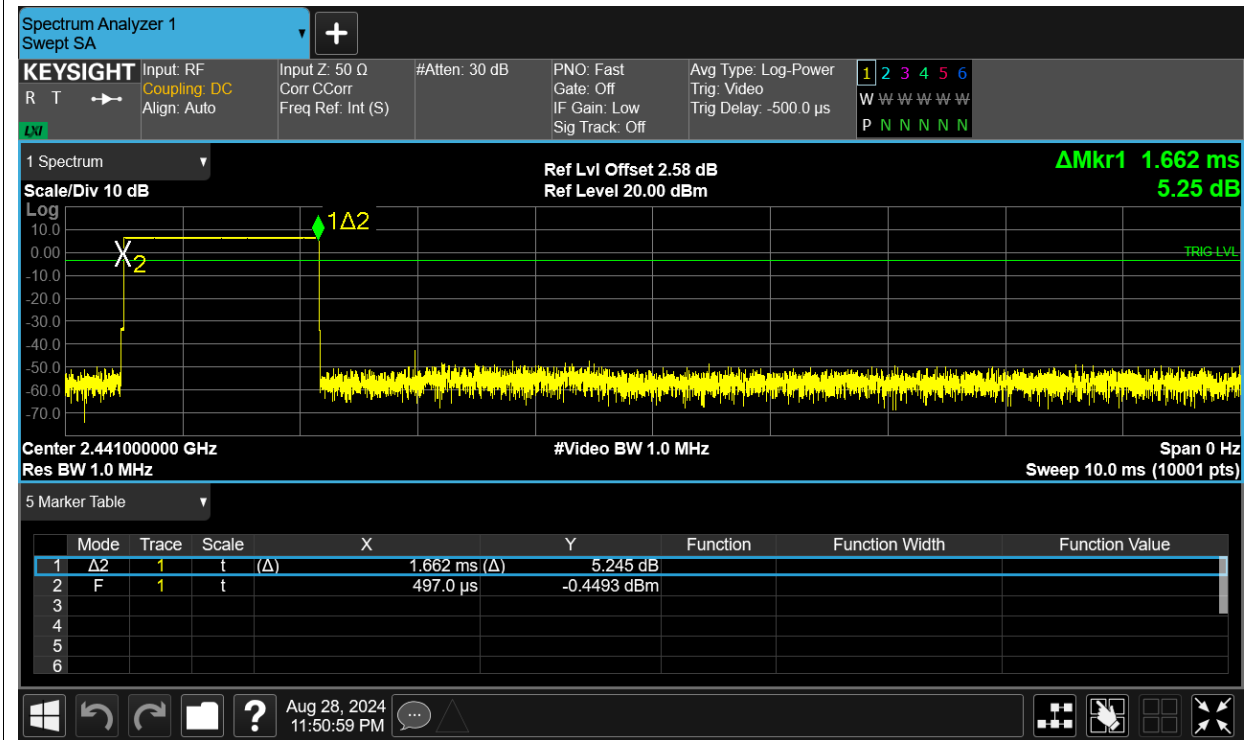 Spectrum Analyzer 1
Swept SA
KEYSIGHT
R T
LXI
Input: RF
Coupling: DC
Align: Auto
Input Z: 50 Ω
Corr CCorr
Freq Ref: Int (S)
#Atten: 30 dB
PNO: Fast
Gate: Off
IF Gain: Low
Sig Track: Off
Avg Type: Log-Power
Trig: Video
Trig Delay: -500.0 µs
1 2 3 4 5 6
W W W W W W
P N N N N N
1 Spectrum
Scale/Div 10 dB
Ref Lvl Offset 2.58 dB
Ref Level 20.00 dBm
ΔMkr1 1.662 ms
5.25 dB
Log
10.0
0.00
-10.0
-20.0
-30.0
-40.0
-50.0
-60.0
-70.0
1Δ2
2
TRIG LVL
Center 2.441000000 GHz
Res BW 1.0 MHz
#Video BW 1.0 MHz
Span 0 Hz
Sweep 10.0 ms (10001 pts)
5 Marker Table
Mode Trace Scale X Y Function Function Width Function Value
1 Δ2 1 t (Δ) 1.662 ms (Δ) 5.245 dB
2 F 1 t 497.0 µs -0.4493 dBm
3
4
5
6
?
Aug 28, 2024
11:50:59 PM